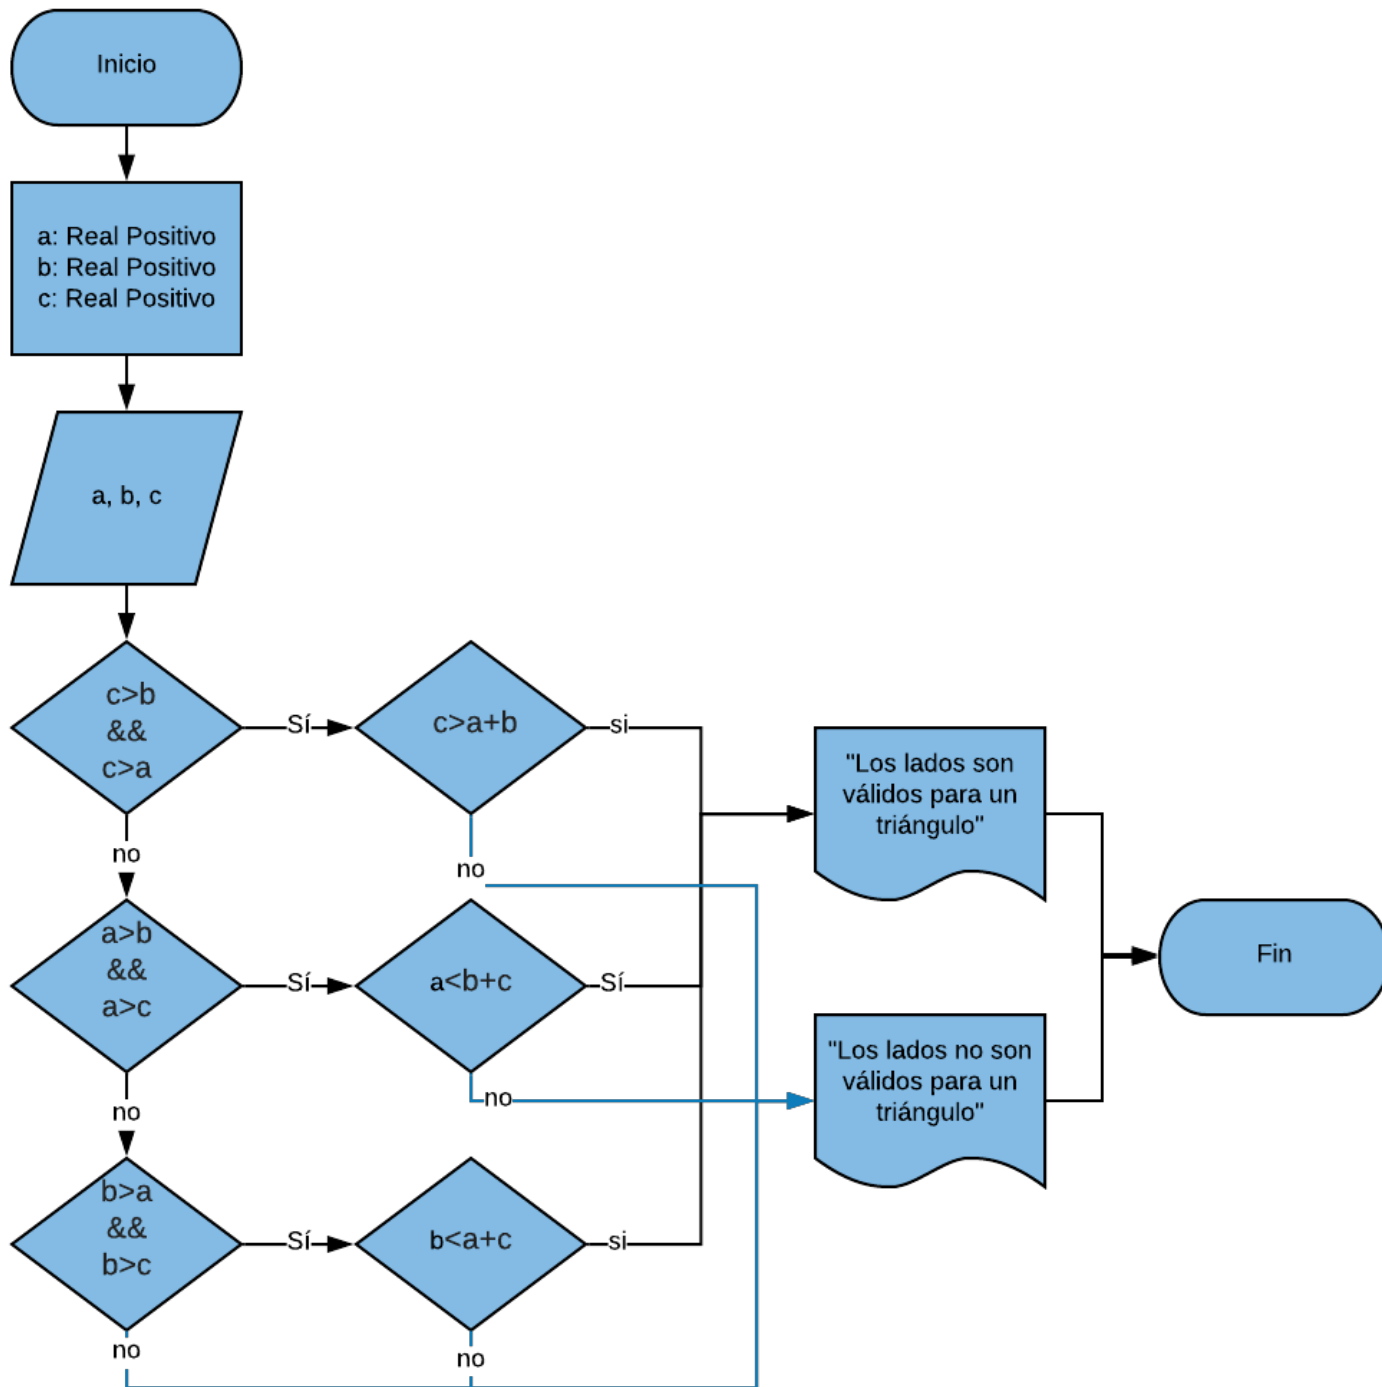 Inicio
a: Real Positivo
b: Real Positivo
c: Real Positivo
a, b, c
c>b
&&
c>a
Sí
c>a+b
si
"Los lados son
válidos para un
triángulo"
no
no
a>b
&&
a>c
Sí
a<b+c
Sí
Fin
no
no
"Los lados no son
válidos para un
triángulo"
b>a
&&
b>c
Sí
b<a+c
si
no
no